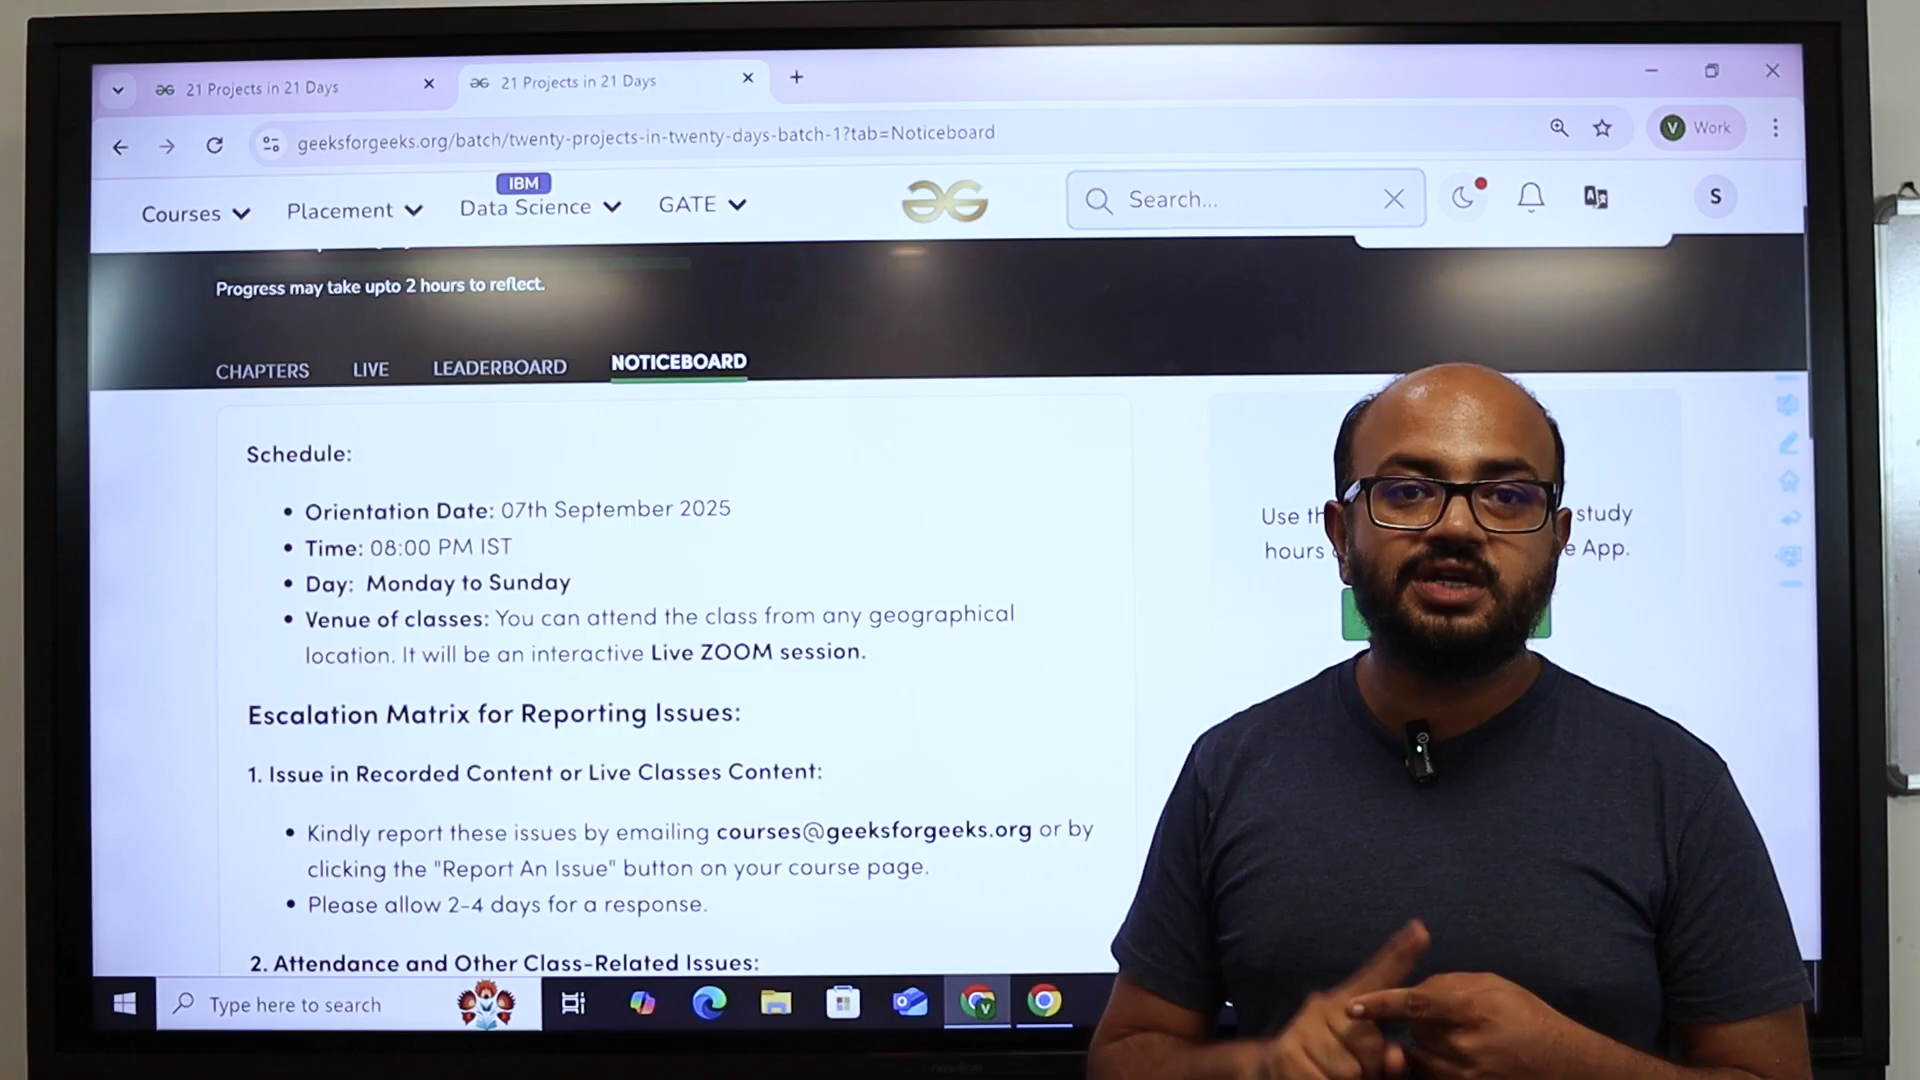 21 Projects in 21 Days
21 Projects in 21 Days
geeksforgeeks.org/batch/twenty-projects-in-twenty-days-batch-1?tab=Noticeboard
V Work
IBM
Courses Placement Data Science GATE
Search...
S
Progress may take upto 2 hours to reflect.
CHAPTERS LIVE LEADERBOARD NOTICEBOARD
Schedule:
• Orientation Date: 07th September 2025
• Time: 08:00 PM IST
• Day: Monday to Sunday
• Venue of classes: You can attend the class from any geographical
location. It will be an interactive Live ZOOM session.
Use study
hours App.
Escalation Matrix for Reporting Issues:
1. Issue in Recorded Content or Live Classes Content:
• Kindly report these issues by emailing courses@geeksforgeeks.org or by
clicking the "Report An Issue" button on your course page.
• Please allow 2-4 days for a response.
2. Attendance and Other Class-Related Issues:
Type here to search